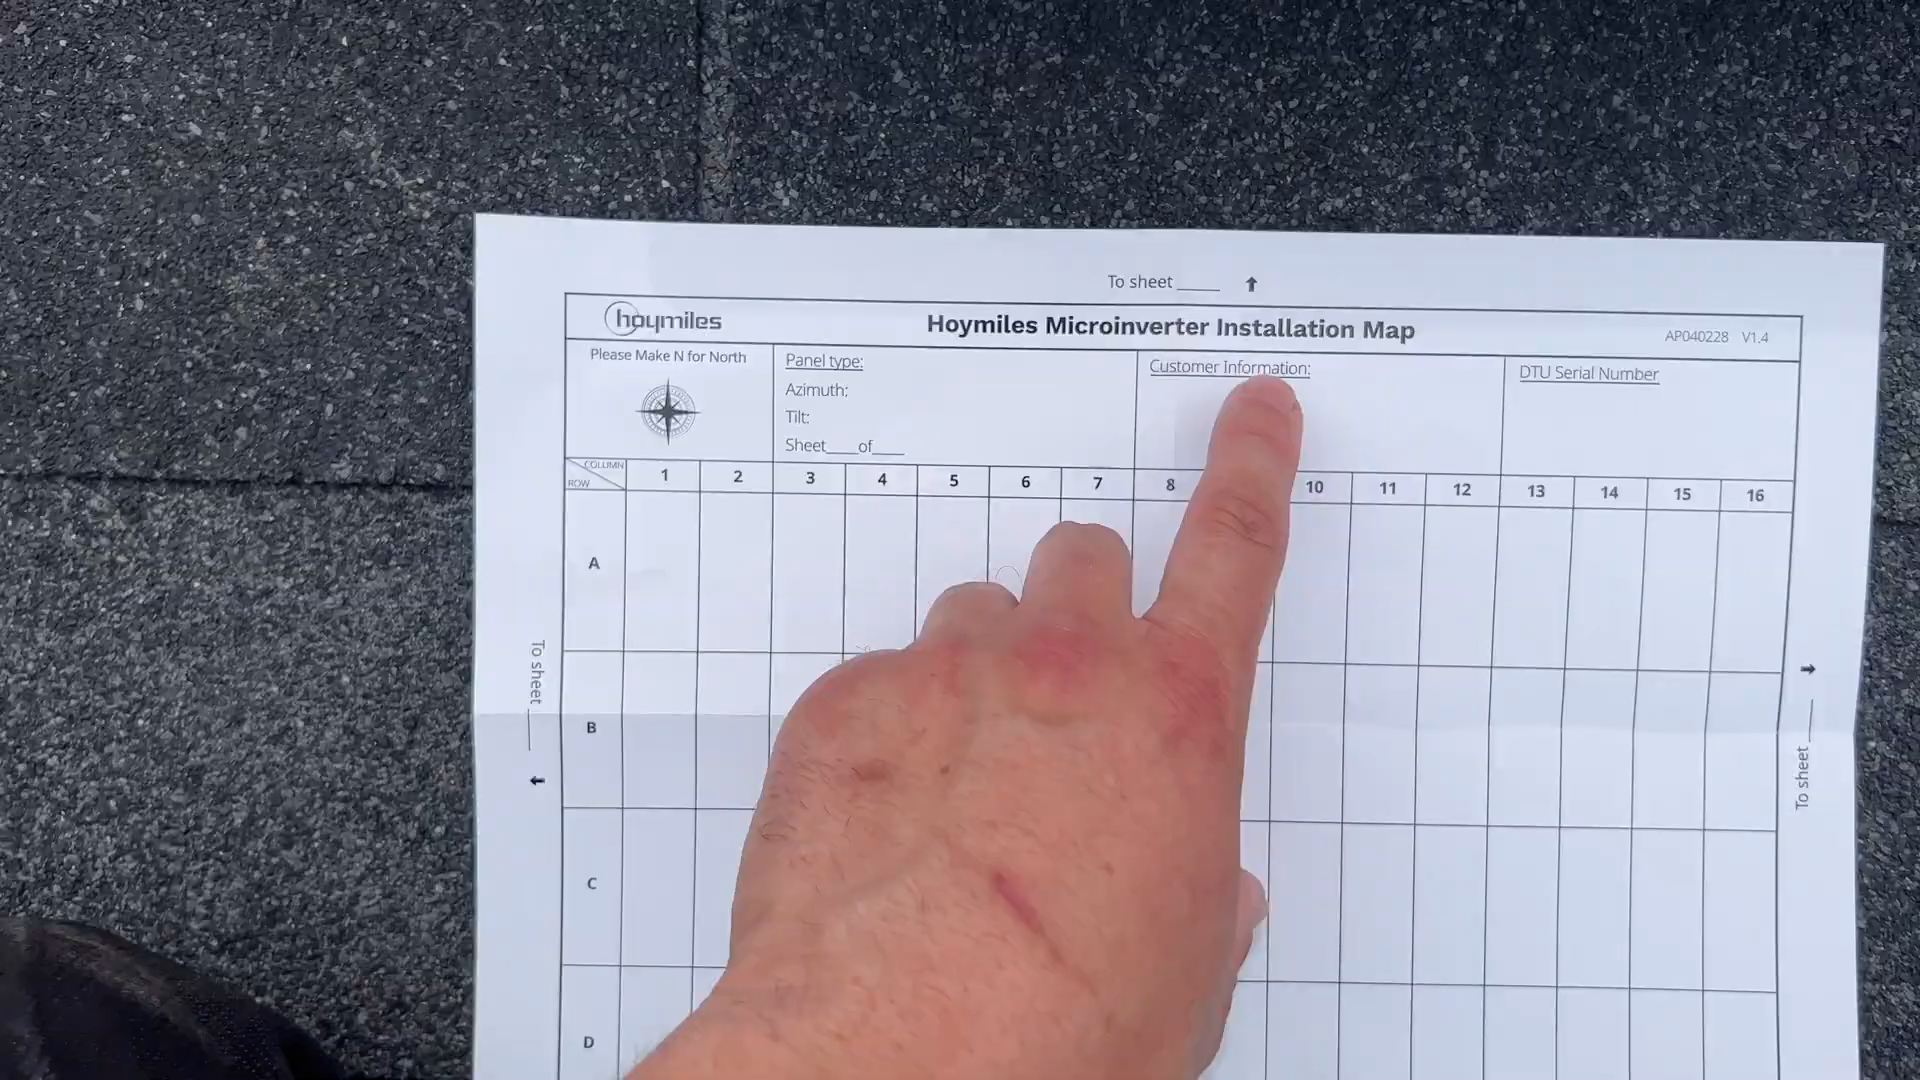 To sheet ____ ⬆
hoymiles
Hoymiles Microinverter Installation Map
AP040228 V1.4
Please Make N for North
Panel type:
Azimuth:
Tilt:
Sheet____of____
Customer Information:
DTU Serial Number
COLUMN
ROW
1 2 3 4 5 6 7 8 10 11 12 13 14 15 16
A
B
C
D
To sheet ____ ⬆
To sheet ____ ⬆